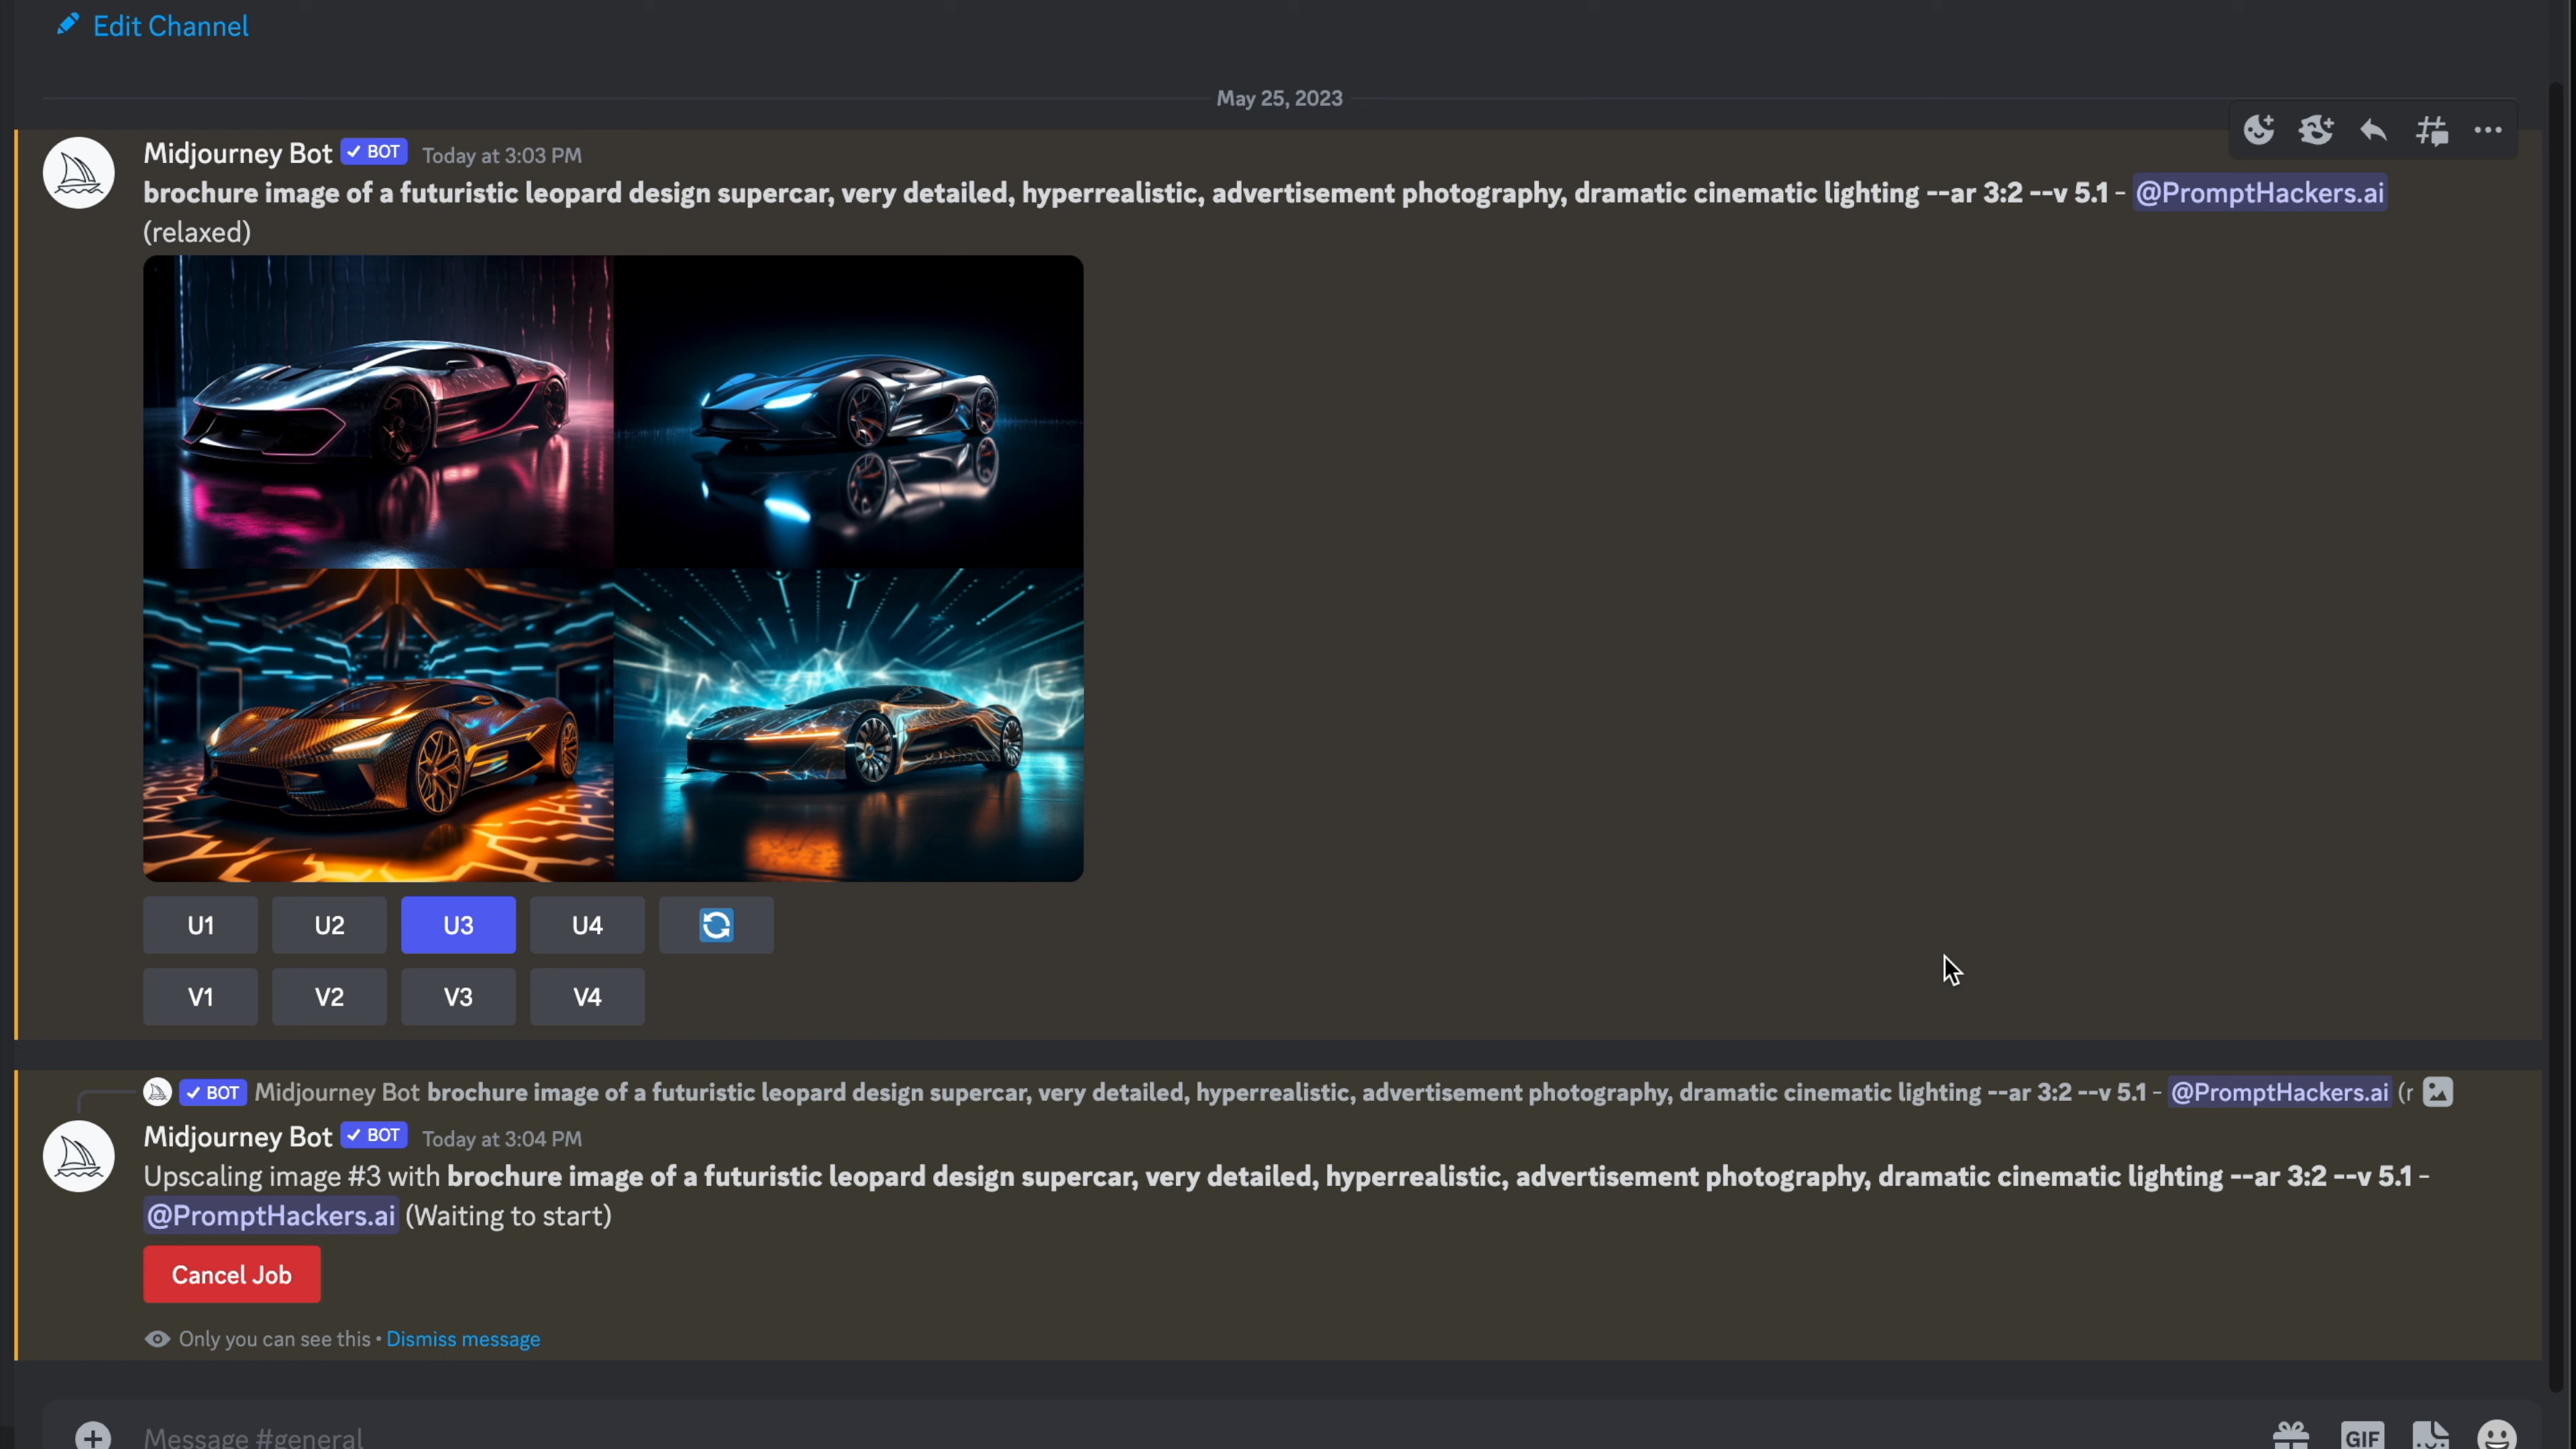 Edit Channel
May 25, 2023
Midjourney Bot ✓ BOT Today at 3:03 PM
brochure image of a futuristic leopard design supercar, very detailed, hyperrealistic, advertisement photography, dramatic cinematic lighting --ar 3:2 --v 5.1 - @PromptHackers.ai
(relaxed)
U1 U2 U3 U4
V1 V2 V3 V4
✓ BOT Midjourney Bot brochure image of a futuristic leopard design supercar, very detailed, hyperrealistic, advertisement photography, dramatic cinematic lighting --ar 3:2 --v 5.1 - @PromptHackers.ai (r
Midjourney Bot ✓ BOT Today at 3:04 PM
Upscaling image #3 with brochure image of a futuristic leopard design supercar, very detailed, hyperrealistic, advertisement photography, dramatic cinematic lighting --ar 3:2 --v 5.1 -
@PromptHackers.ai (Waiting to start)
Cancel Job
Only you can see this • Dismiss message
Message #general GIF